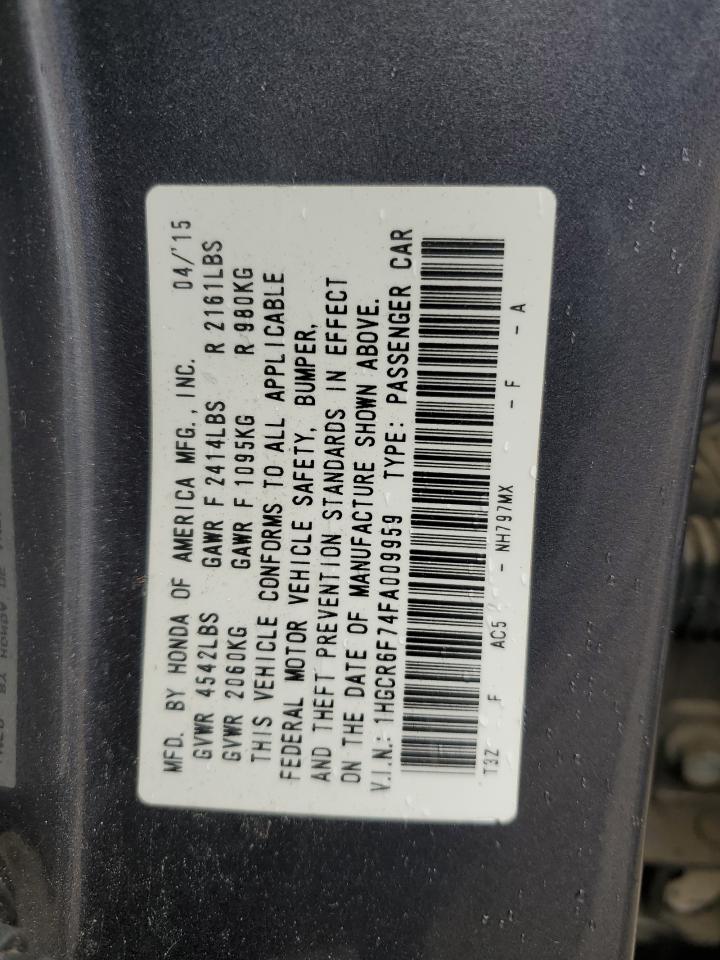 MFD. BY HONDA OF AMERICA MFG., INC. 04/'15
GVWR 4542LBS GAWR F 2414LBS R 2161LBS
GVWR 2060KG GAWR F 1095KG R 980KG
THIS VEHICLE CONFORMS TO ALL APPLICABLE
FEDERAL MOTOR VEHICLE SAFETY, BUMPER,
AND THEFT PREVENTION STANDARDS IN EFFECT
ON THE DATE OF MANUFACTURE SHOWN ABOVE.
V.I.N.: 1HGCR6F74FA009959 TYPE: PASSENGER CAR
T3Z F AC5 - NH797MX - F - A